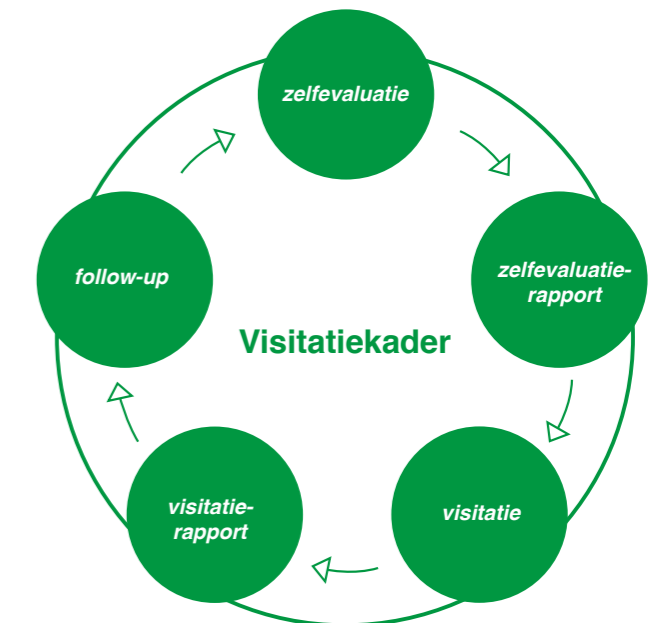 zelfevaluatie
zelfevaluatie-
rapport
visitatie
visitatie-
rapport
follow-up
Visitatiekader